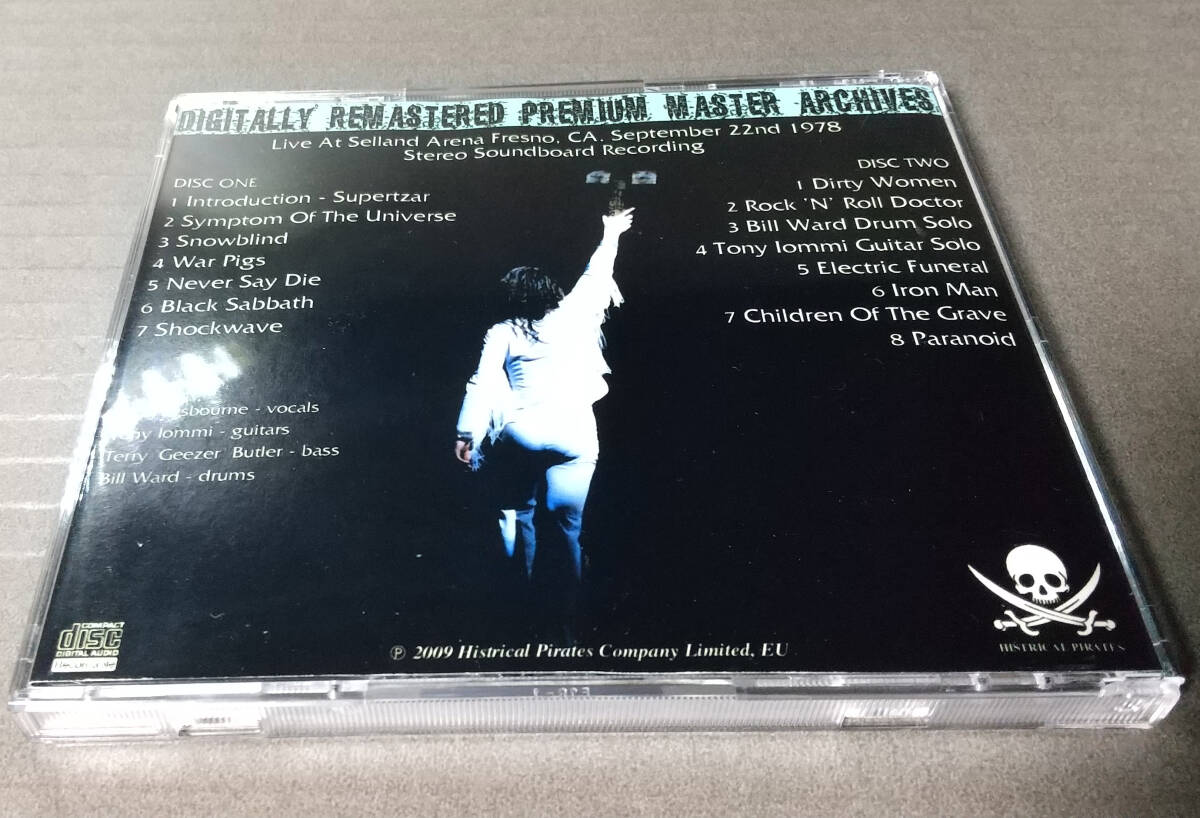 DIGITALLY REMASTERED PREMIUM MASTER ARCHIVES
Live At Selland Arena Fresno, CA. September 22nd 1978
Stereo Soundboard Recording
DISC ONE
1 Introduction - Supertzar
2 Symptom Of The Universe
3 Snowblind
4 War Pigs
5 Never Say Die
6 Black Sabbath
7 Shockwave
DISC TWO
1 Dirty Women
2 Rock 'N' Roll Doctor
3 Bill Ward Drum Solo
4 Tony Iommi Guitar Solo
5 Electric Funeral
6 Iron Man
7 Children Of The Grave
8 Paranoid
- vocals
Iommi - guitars
Terry Geezer Butler - bass
Bill Ward - drums
COMPACT
disc
DIGITAL AUDIO
Recordable
℗ 2009 Histrical Pirates Company Limited, EU
HISTRICAL PIRATES